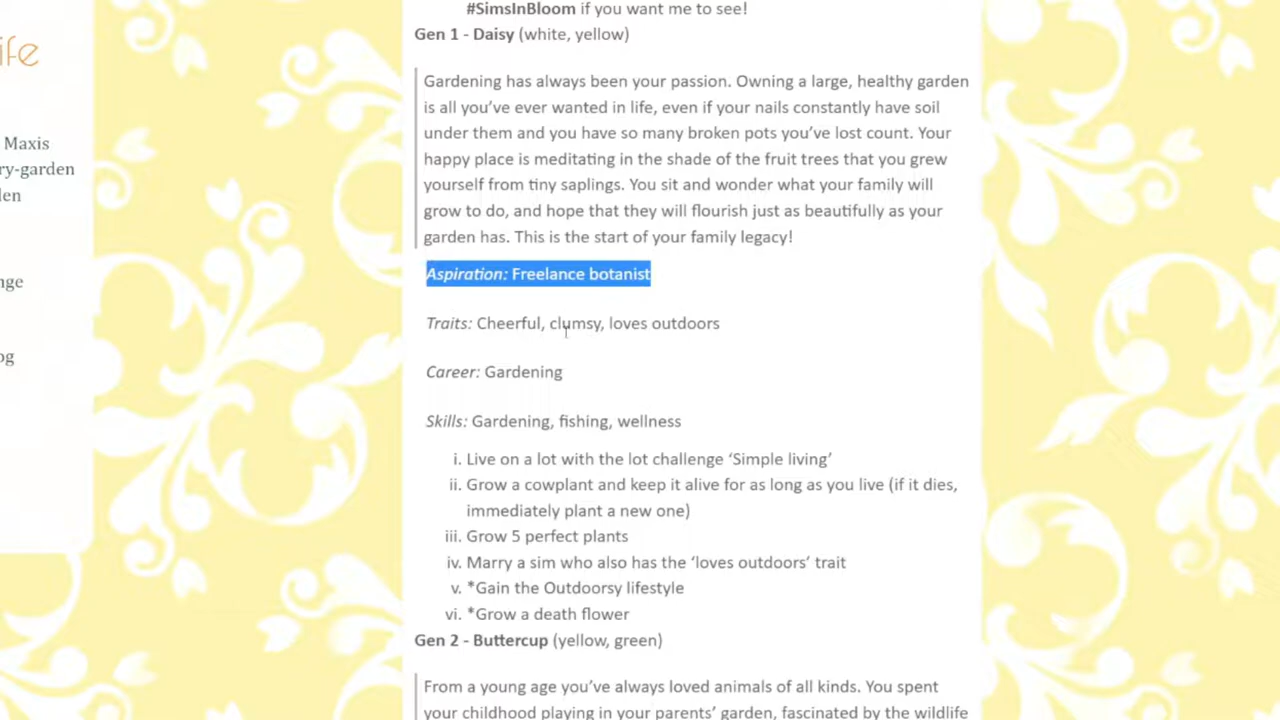 ife
Maxis
ry-garden
len
nge
og
#SimsInBloom if you want me to see!
Gen 1 - Daisy (white, yellow)
Gardening has always been your passion. Owning a large, healthy garden
is all you’ve ever wanted in life, even if your nails constantly have soil
under them and you have so many broken pots you’ve lost count. Your
happy place is meditating in the shade of the fruit trees that you grew
yourself from tiny saplings. You sit and wonder what your family will
grow to do, and hope that they will flourish just as beautifully as your
garden has. This is the start of your family legacy!
Aspiration: Freelance botanist
Traits: Cheerful, clumsy, loves outdoors
Career: Gardening
Skills: Gardening, fishing, wellness
i. Live on a lot with the lot challenge ‘Simple living’
ii. Grow a cowplant and keep it alive for as long as you live (if it dies,
immediately plant a new one)
iii. Grow 5 perfect plants
iv. Marry a sim who also has the ‘loves outdoors’ trait
v. *Gain the Outdoorsy lifestyle
vi. *Grow a death flower
Gen 2 - Buttercup (yellow, green)
From a young age you’ve always loved animals of all kinds. You spent
your childhood playing in your parents’ garden, fascinated by the wildlife